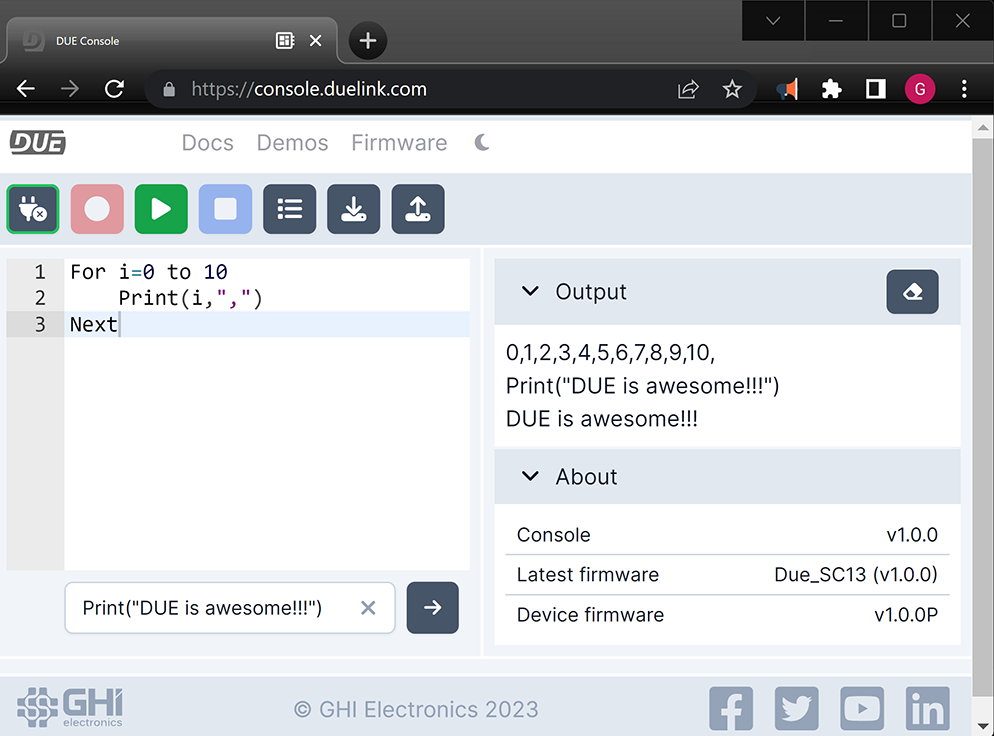 DUE Console
https://console.duelink.com
G
DUE
Docs Demos Firmware
1 For i=0 to 10
2 Print(i,",")
3 Next
Output
0,1,2,3,4,5,6,7,8,9,10,
Print("DUE is awesome!!!")
DUE is awesome!!!
About
Console v1.0.0
Latest firmware Due_SC13 (v1.0.0)
Device firmware v1.0.0P
Print("DUE is awesome!!!")
GHI electronics
© GHI Electronics 2023